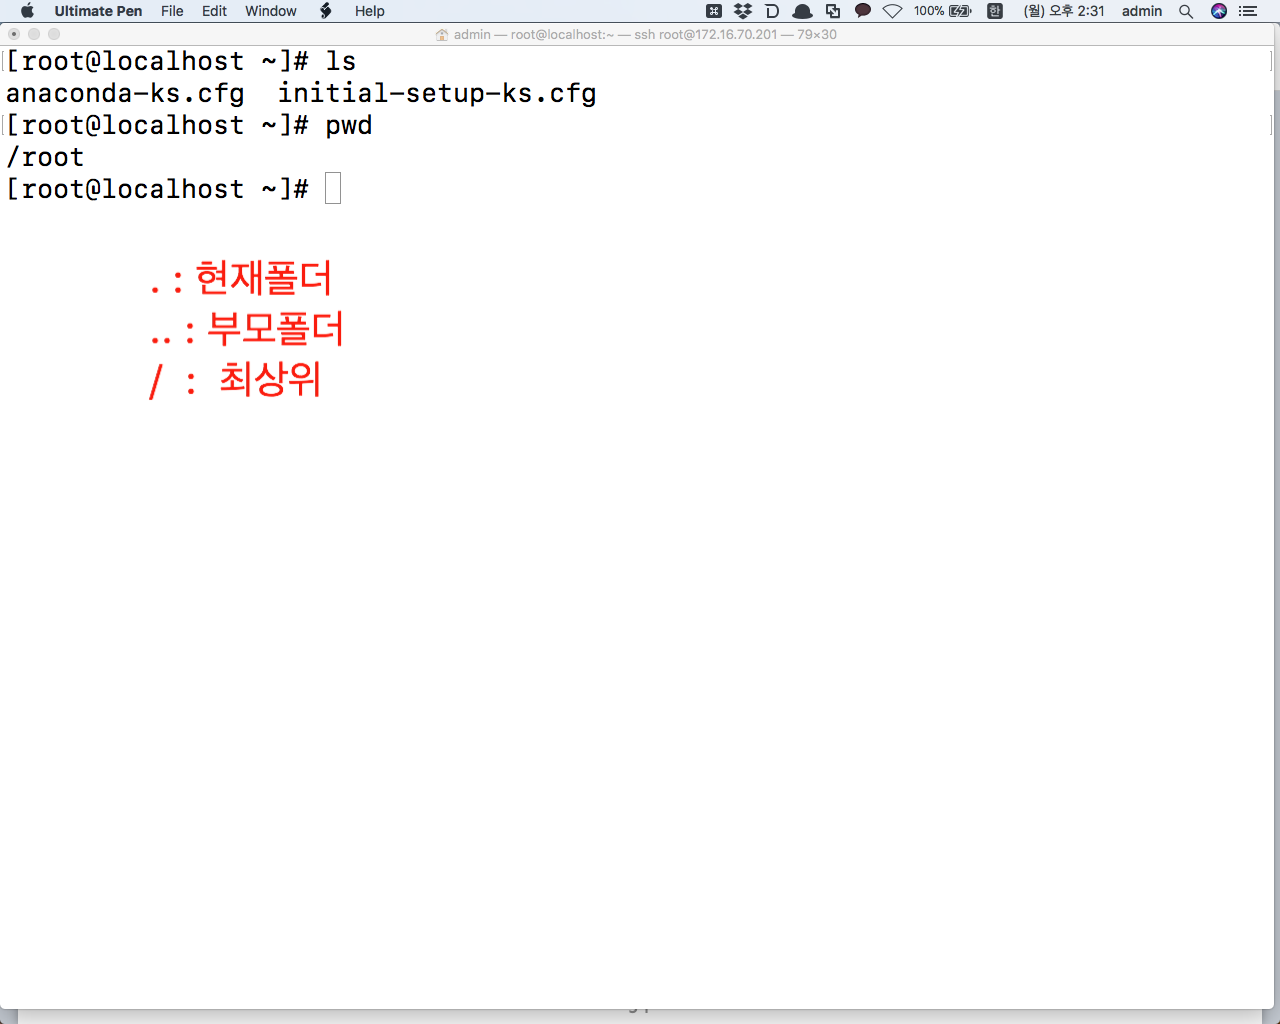 Ultimate Pen File Edit Window Help 100% 한 (월) 오후 2:31 admin
admin — root@localhost:~ — ssh root@172.16.70.201 — 79×30
[root@localhost ~]# ls
anaconda-ks.cfg  initial-setup-ks.cfg
[root@localhost ~]# pwd
/root
[root@localhost ~]#
. : 현재폴더
.. : 부모폴더
/ : 최상위